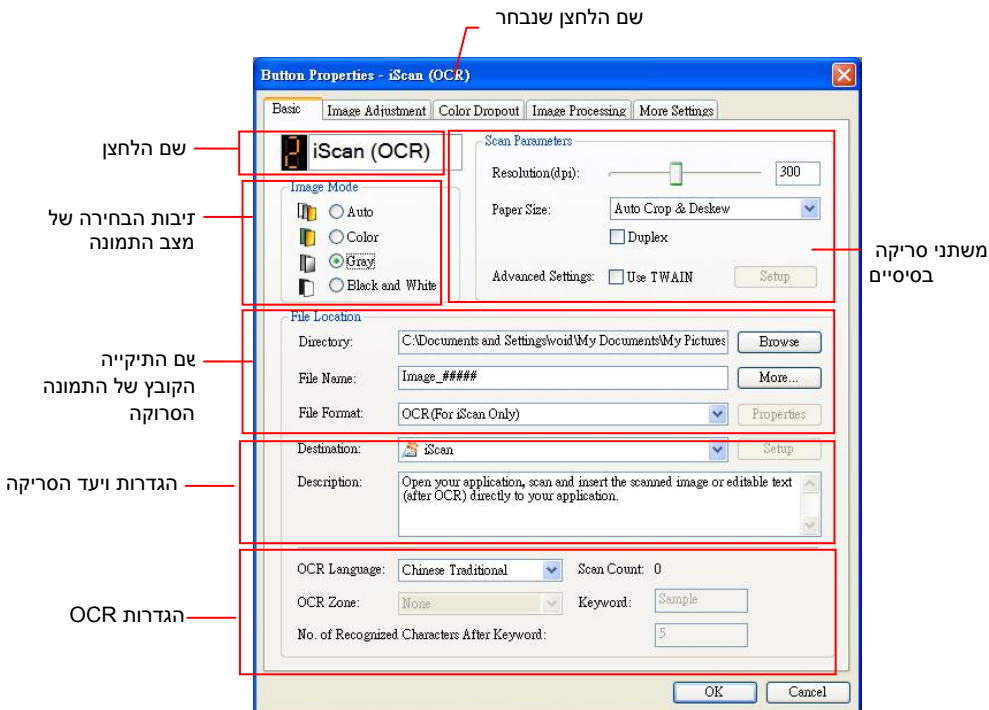 שם הלחצן שנבחר
Button Properties - iScan (OCR)
Basic Image Adjustment Color Dropout Image Processing More Settings
שם הלחצן
2 iScan (OCR)
תיבות הבחירה של
מצב התמונה
Image Mode
Auto
Color
Gray
Black and White
Scan Parameters
Resolution(dpi): 300
Paper Size: Auto Crop & Deskew
Duplex
Advanced Settings: Use TWAIN Setup
משתני סריקה
בסיסיים
שם התיקייה
הקובץ של התמונה
הסרוקה
File Location
Directory: C:\Documents and Settings\void\My Documents\My Pictures Browse
File Name: Image_##### More...
File Format: OCR(For iScan Only) Properties
הגדרות ויעד הסריקה
Destination: iScan Setup
Description: Open your application, scan and insert the scanned image or editable text
(after OCR) directly to your application.
הגדרות OCR
OCR Language: Chinese Traditional Scan Count: 0
OCR Zone: None Keyword: Sample
No. of Recognized Characters After Keyword: 5
OK Cancel